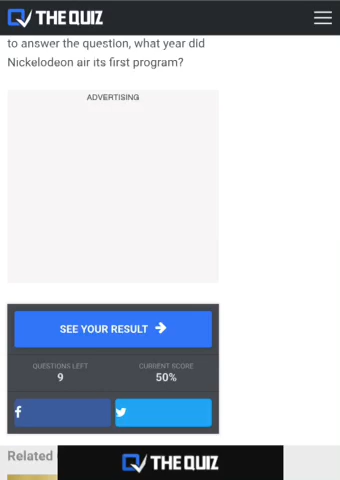 THE QUIZ
to answer the question, what year did
Nickelodeon air its first program?
ADVERTISING
SEE YOUR RESULT
QUESTIONS LEFT
9
CURRENT SCORE
50%
Related
THE QUIZ